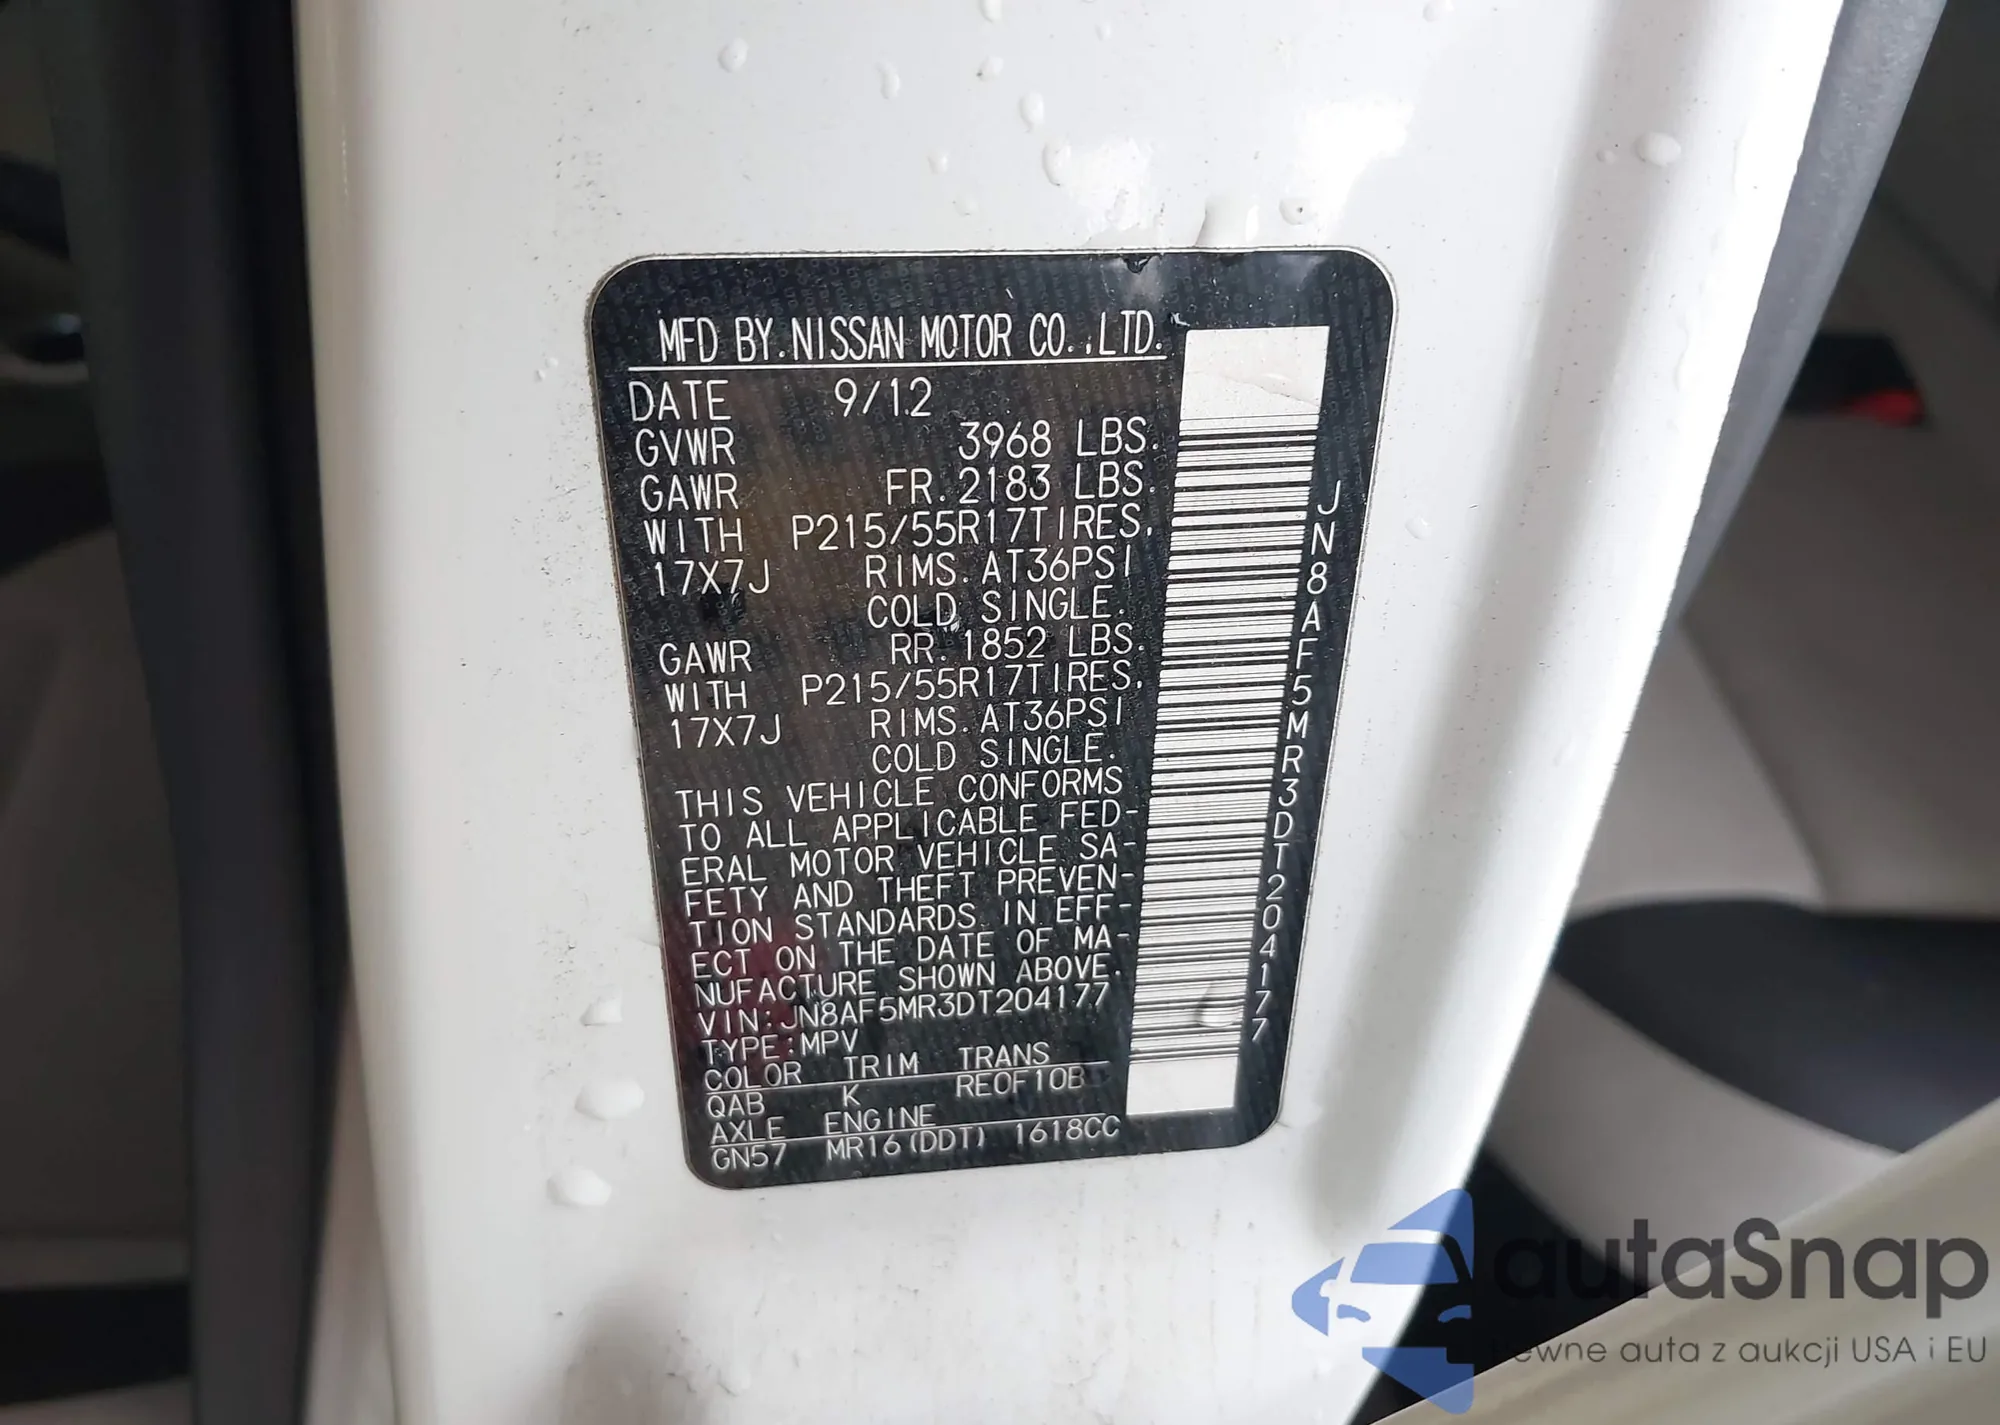 MFD BY.NISSAN MOTOR CO.,LTD.
DATE 9/12
GVWR 3968 LBS.
GAWR FR.2183 LBS.
WITH P215/55R17TIRES.
17X7J RIMS.AT36PSI
COLD SINGLE.
GAWR RR.1852 LBS.
WITH P215/55R17TIRES.
17X7J RIMS.AT36PSI
COLD SINGLE.
THIS VEHICLE CONFORMS
TO ALL APPLICABLE FED-
ERAL MOTOR VEHICLE SA-
FETY AND THEFT PREVEN-
TION STANDARDS IN EFF-
ECT ON THE DATE OF MA-
NUFACTURE SHOWN ABOVE.
VIN:JN8AF5MR3DT204177
TYPE:MPV
COLOR TRIM TRANS
QAB K RE0F10B
AXLE ENGINE
GN57 MR16(DDT) 1618CC
JN8AF5MR3DT204177
autaSnap
Pewne auta z aukcji USA i EU